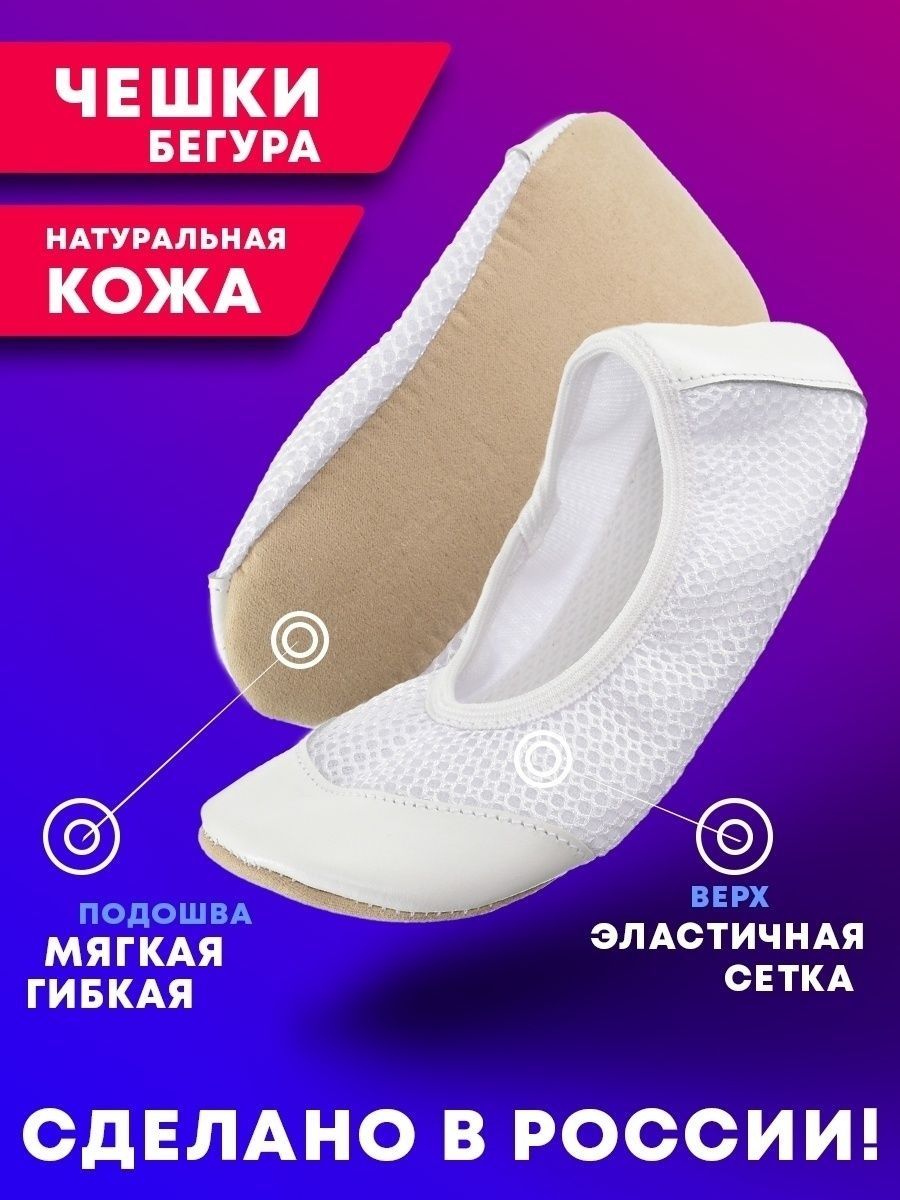 ЧЕШКИ
БЕГУРА
НАТУРАЛЬНАЯ
КОЖА
ПОДОШВА
МЯГКАЯ
ГИБКАЯ
ВЕРХ
ЭЛАСТИЧНАЯ
СЕТКА
СДЕЛАНО В РОССИИ!